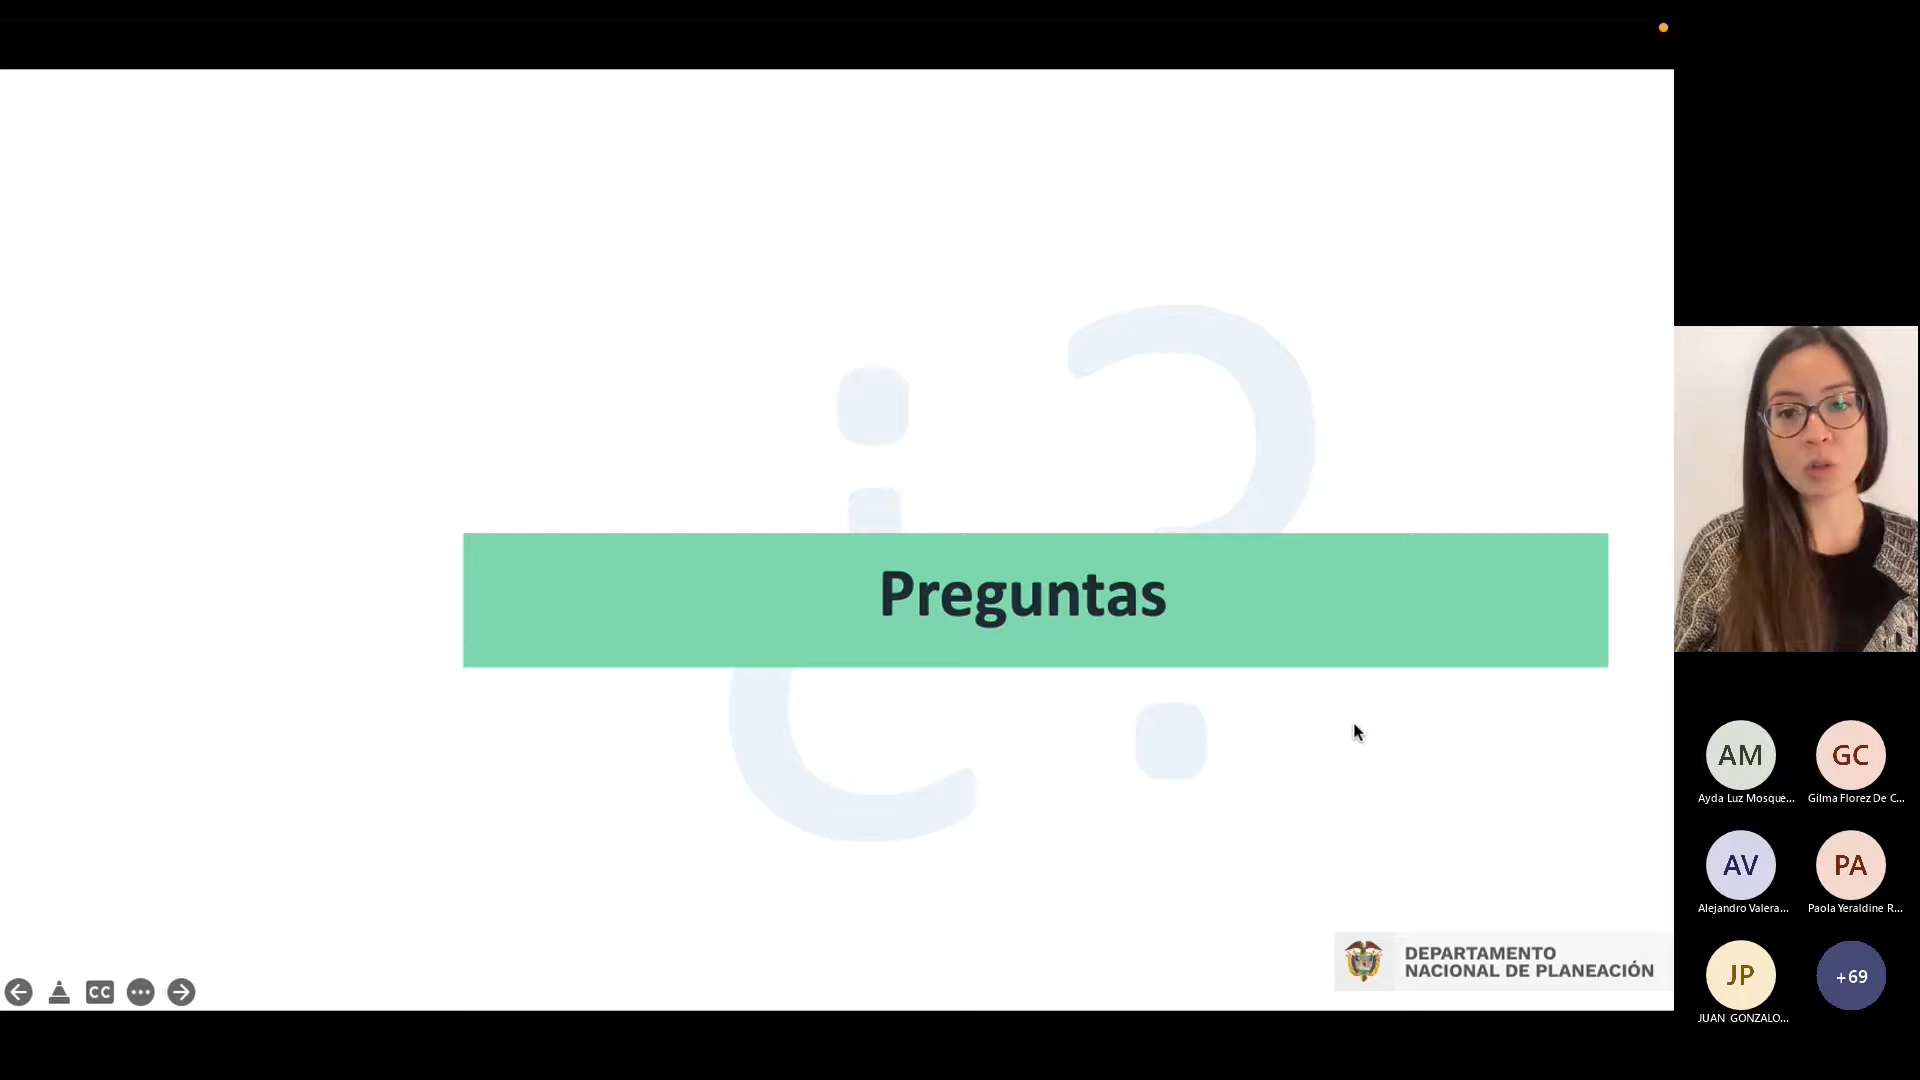 ¿?
Preguntas
DEPARTAMENTO
NACIONAL DE PLANEACIÓN
CC
AM
GC
Ayda Luz Mosque...
Gilma Florez De C...
AV
PA
Alejandro Valera...
Paola Yeraldine R...
JP
+69
JUAN GONZALO...